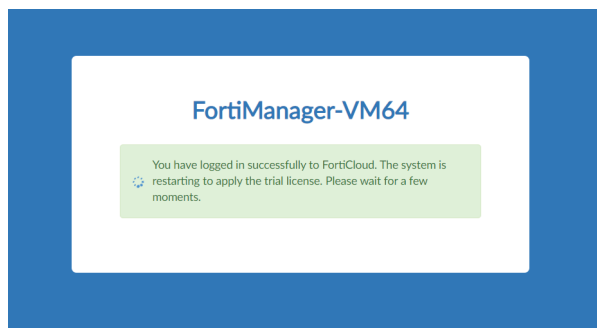 FortiManager-VM64
You have logged in successfully to FortiCloud. The system is
restarting to apply the trial license. Please wait for a few
moments.